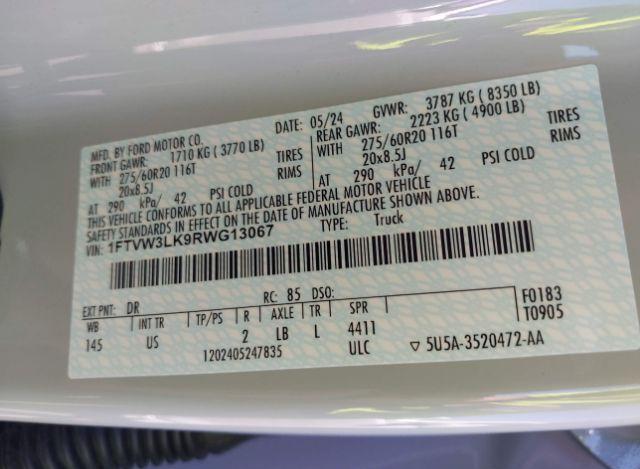 MFD. BY FORD MOTOR CO.
DATE: 05/24 GVWR: 3787 KG ( 8350 LB)
FRONT GAWR: 1710 KG ( 3770 LB) REAR GAWR: 2223 KG ( 4900 LB)
WITH 275/60R20 116T TIRES WITH 275/60R20 116T TIRES
20x8.5J RIMS 20x8.5J RIMS
AT 290 kPa/ 42 PSI COLD AT 290 kPa/ 42 PSI COLD
THIS VEHICLE CONFORMS TO ALL APPLICABLE FEDERAL MOTOR VEHICLE
SAFETY STANDARDS IN EFFECT ON THE DATE OF MANUFACTURE SHOWN ABOVE.
VIN: 1FTVW3LK9RWG13067 TYPE: Truck
EXT PNT: DR RC: 85 DSO: F0183
WB INT TR TP/PS R AXLE TR SPR T0905
145 US 2 LB L 4411
1202405247835 ULC ▽ 5U5A-3520472-AA